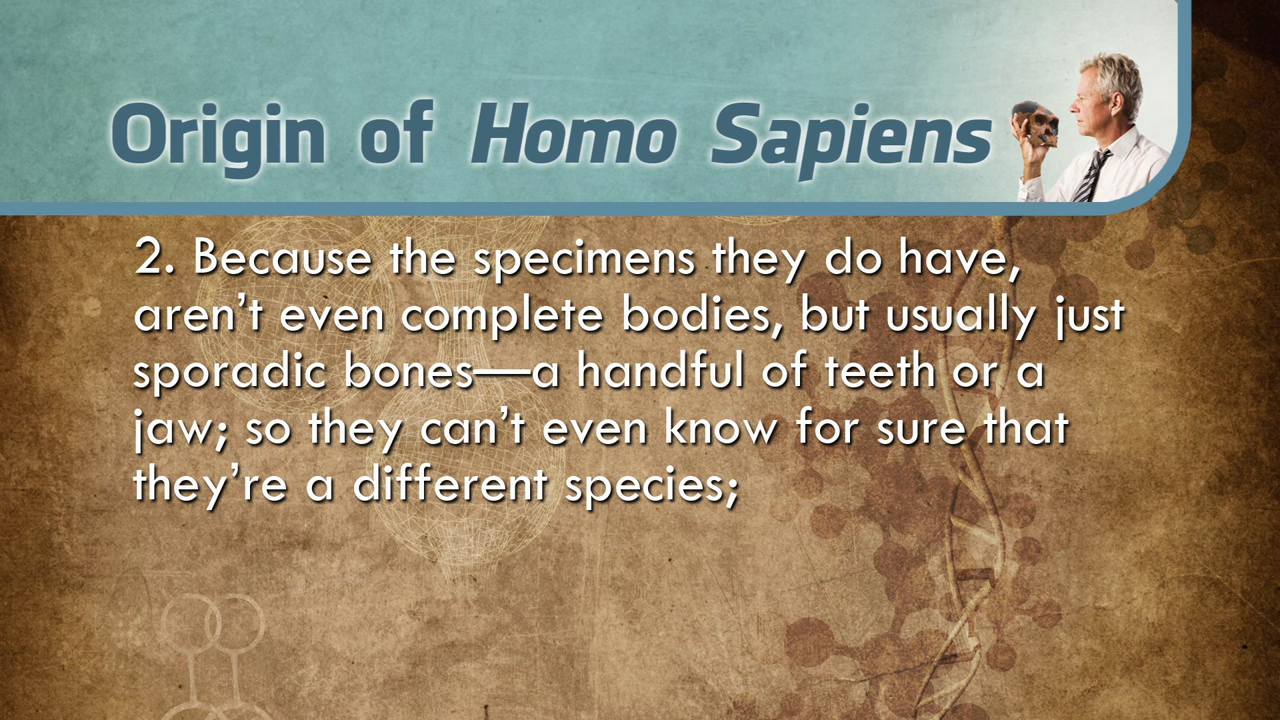 Origin of Homo Sapiens
2. Because the specimens they do have,
aren’t even complete bodies, but usually just
sporadic bones—a handful of teeth or a
jaw; so they can’t even know for sure that
they’re a different species;